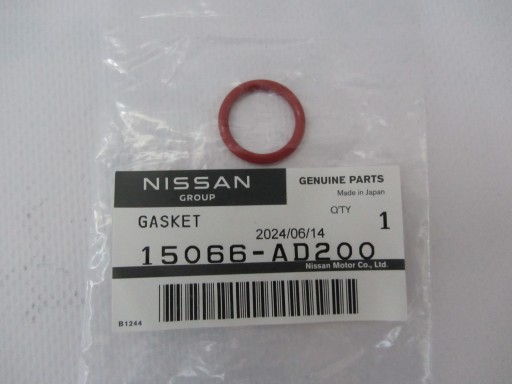 NISSAN
GROUP
GENUINE PARTS
Made in Japan
GASKET
Q'TY 1
2024/06/14
15066-AD200
Nissan Motor Co., Ltd.
B1244